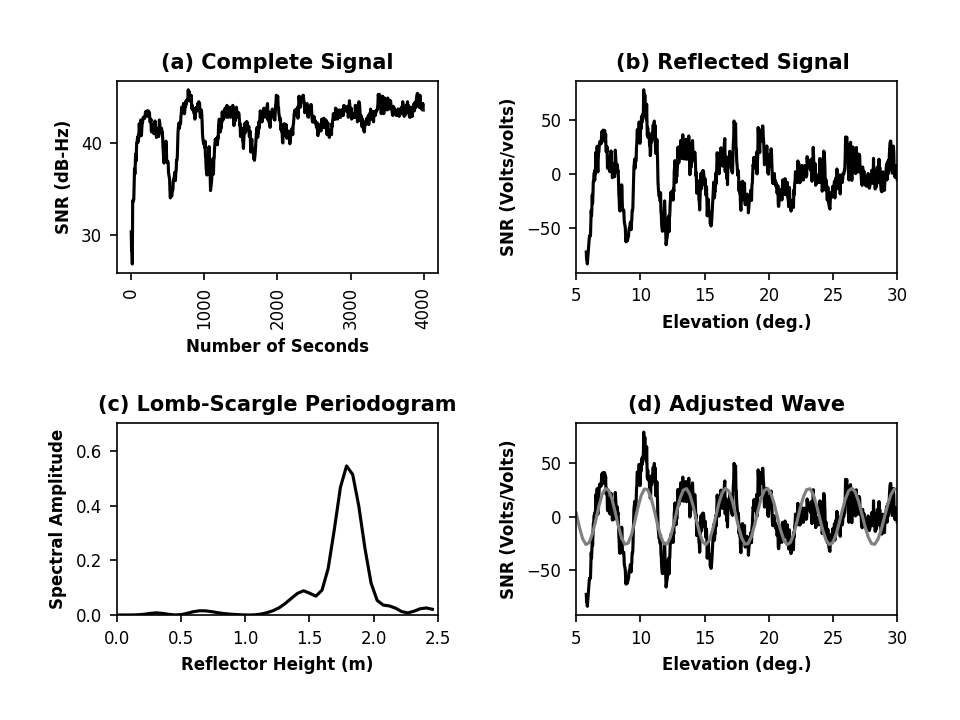 (a) Complete Signal
SNR (dB-Hz)
40
30
0
1000
2000
3000
4000
Number of Seconds
(b) Reflected Signal
SNR (Volts/volts)
50
0
−50
5 10 15 20 25 30
Elevation (deg.)
(c) Lomb-Scargle Periodogram
Spectral Amplitude
0.6
0.4
0.2
0.0
0.0 0.5 1.0 1.5 2.0 2.5
Reflector Height (m)
(d) Adjusted Wave
SNR (Volts/Volts)
50
0
−50
5 10 15 20 25 30
Elevation (deg.)